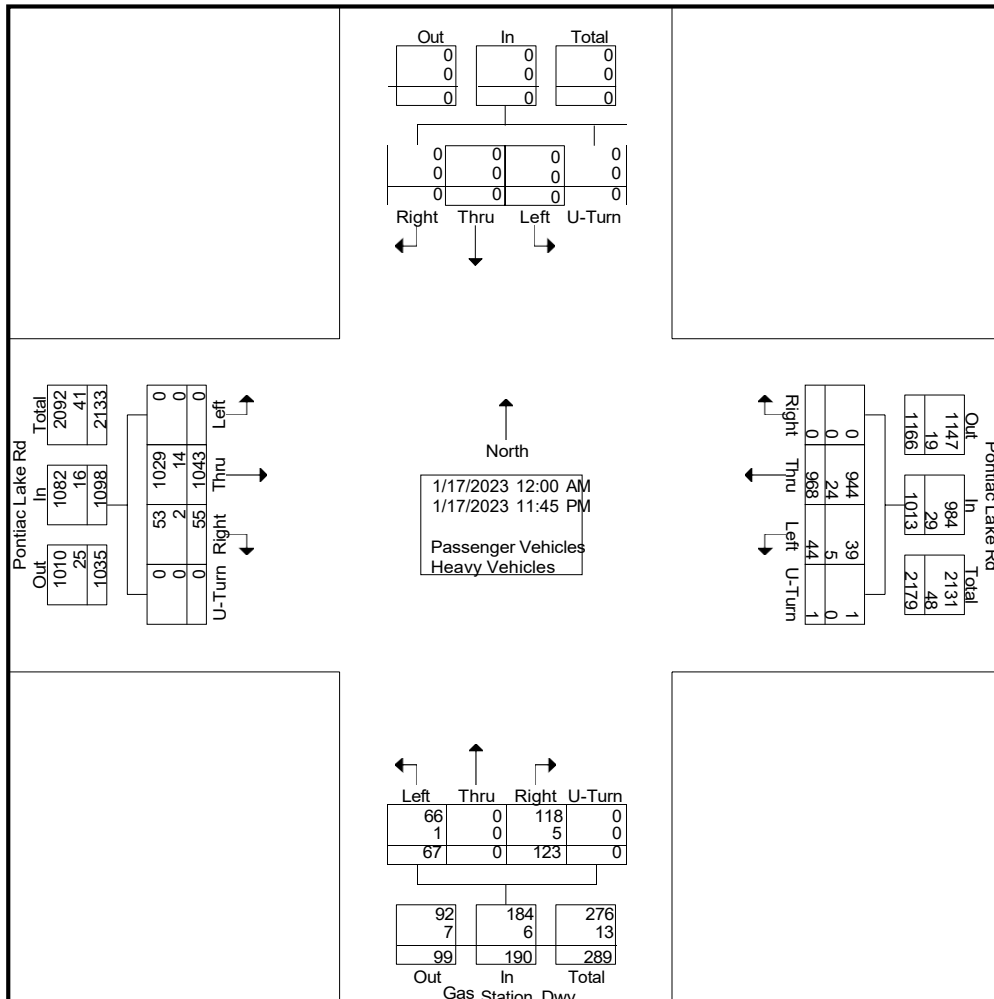 Out In Total
0 0 0
0 0 0
0 0 0
0 0 0 0
0 0 0 0
0 0 0 0
Right Thru Left U-Turn
Pontiac Lake Rd
Out In Total
1010 1082 2092
25 16 41
1035 1098 2133
0 53 1029 0
0 2 14 0
0 55 1043 0
U-Turn Right Thru Left
North
1/17/2023 12:00 AM
1/17/2023 11:45 PM
Passenger Vehicles
Heavy Vehicles
Right Thru Left U-Turn
0 944 39 1
0 24 5 0
0 968 44 1
Pontiac Lake Rd
Out In Total
1147 984 2131
19 29 48
1166 1013 2179
Left Thru Right U-Turn
66 0 118 0
1 0 5 0
67 0 123 0
92 184 276
7 6 13
99 190 289
Out In Total
Gas Station Dwy